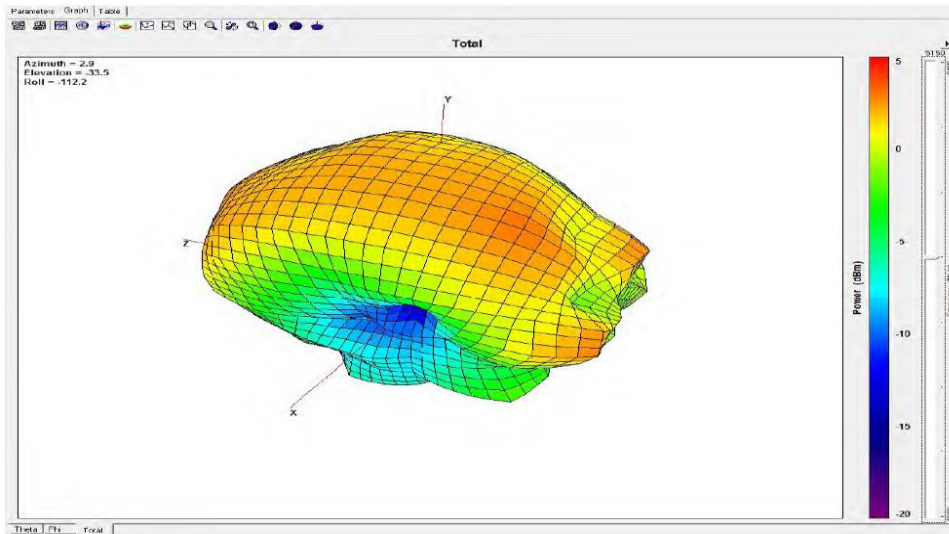 Parameters Graph Table
Total
5150
Azimuth = 2.9
Elevation = -33.5
Roll = -112.2
Y
Z
X
5
0
-5
-10
-15
-20
Power (dBm)
Theta Phi Total